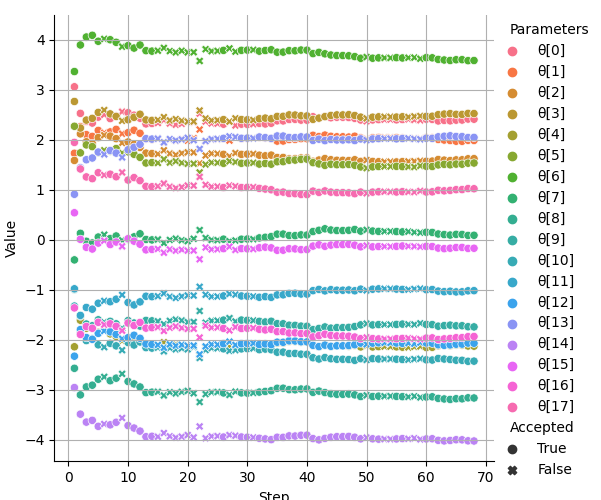 Parameters
θ[0]
θ[1]
θ[2]
θ[3]
θ[4]
θ[5]
θ[6]
θ[7]
θ[8]
θ[9]
θ[10]
θ[11]
θ[12]
θ[13]
θ[14]
θ[15]
θ[16]
θ[17]
Accepted
True
False
Value
4
3
2
1
0
−1
−2
−3
−4
0 10 20 30 40 50 60 70
Step